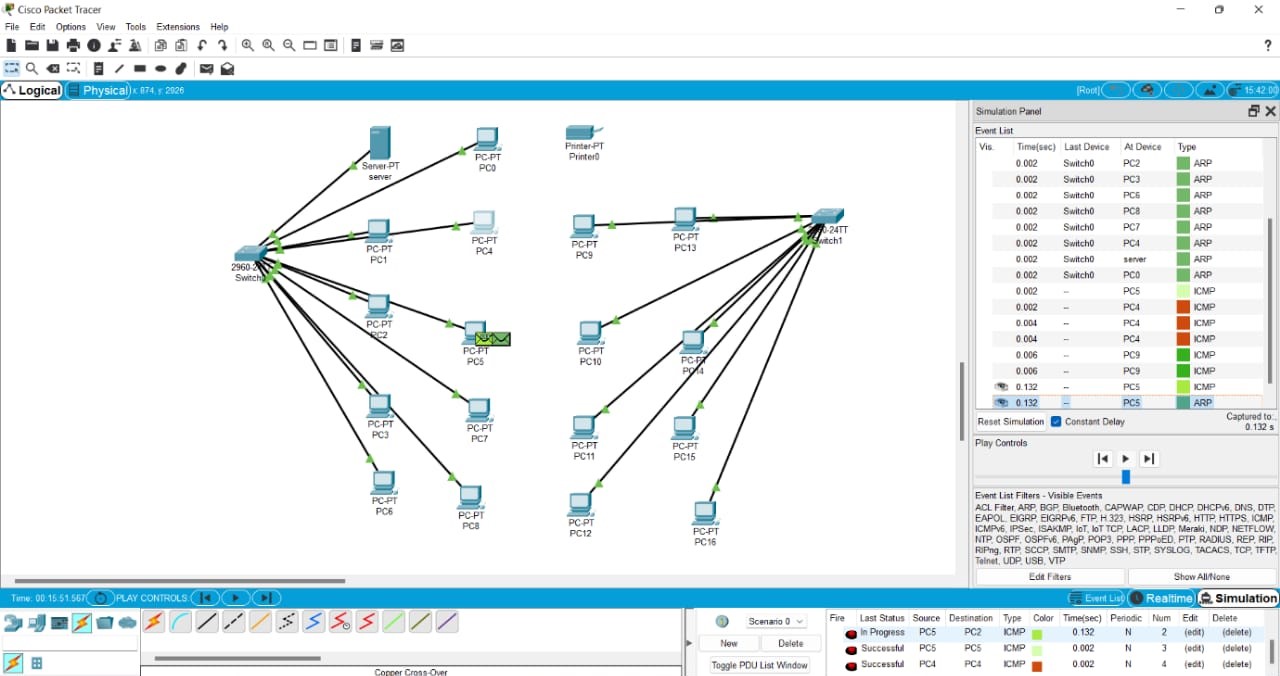 Cisco Packet Tracer
File Edit Options View Tools Extensions Help
?
Logical Physical x: 874, y: 2926 [Root] 15:42:00
Server-PT
server
PC-PT
PC0
Printer-PT
Printer0
PC-PT
PC1
PC-PT
PC4
PC-PT
PC9
PC-PT
PC13
0-24TT
witch1
2960-2
Switch0
PC-PT
PC2
PC-PT
PC5
PC-PT
PC10
PC-PT
PC14
PC-PT
PC3
PC-PT
PC7
PC-PT
PC11
PC-PT
PC15
PC-PT
PC6
PC-PT
PC8
PC-PT
PC12
PC-PT
PC16
Simulation Panel
Event List
Vis. Time(sec) Last Device At Device Type
0.002 Switch0 PC2 ARP
0.002 Switch0 PC3 ARP
0.002 Switch0 PC6 ARP
0.002 Switch0 PC8 ARP
0.002 Switch0 PC7 ARP
0.002 Switch0 PC4 ARP
0.002 Switch0 server ARP
0.002 Switch0 PC0 ARP
0.002 -- PC5 ICMP
0.002 -- PC4 ICMP
0.004 -- PC4 ICMP
0.004 -- PC4 ICMP
0.006 -- PC9 ICMP
0.006 -- PC9 ICMP
0.132 -- PC5 ICMP
0.132 -- PC5 ARP
Reset Simulation Constant Delay Captured to:
0.132 s
Play Controls
Event List Filters - Visible Events
ACL Filter, ARP, BGP, Bluetooth, CAPWAP, CDP, DHCP, DHCPv6, DNS, DTP,
EAPOL, EIGRP, EIGRPv6, FTP, H.323, HSRP, HSRPv6, HTTP, HTTPS, ICMP,
ICMPv6, IPSec, ISAKMP, IoT, IoT TCP, LACP, LLDP, Meraki, NDP, NETFLOW,
NTP, OSPF, OSPFv6, PAgP, POP3, PPP, PPPoED, PTP, RADIUS, REP, RIP,
RIPng, RTP, SCCP, SMTP, SNMP, SSH, STP, SYSLOG, TACACS, TCP, TFTP,
Telnet, UDP, USB, VTP
Edit Filters Show All/None
Time: 00:15:51.567 PLAY CONTROLS: Event List Realtime Simulation
Copper Cross-Over
Scenario 0
New Delete
Toggle PDU List Window
Fire Last Status Source Destination Type Color Time(sec) Periodic Num Edit Delete
In Progress PC5 PC2 ICMP 0.132 N 2 (edit) (delete)
Successful PC5 PC5 ICMP 0.002 N 3 (edit) (delete)
Successful PC4 PC4 ICMP 0.002 N 4 (edit) (delete)